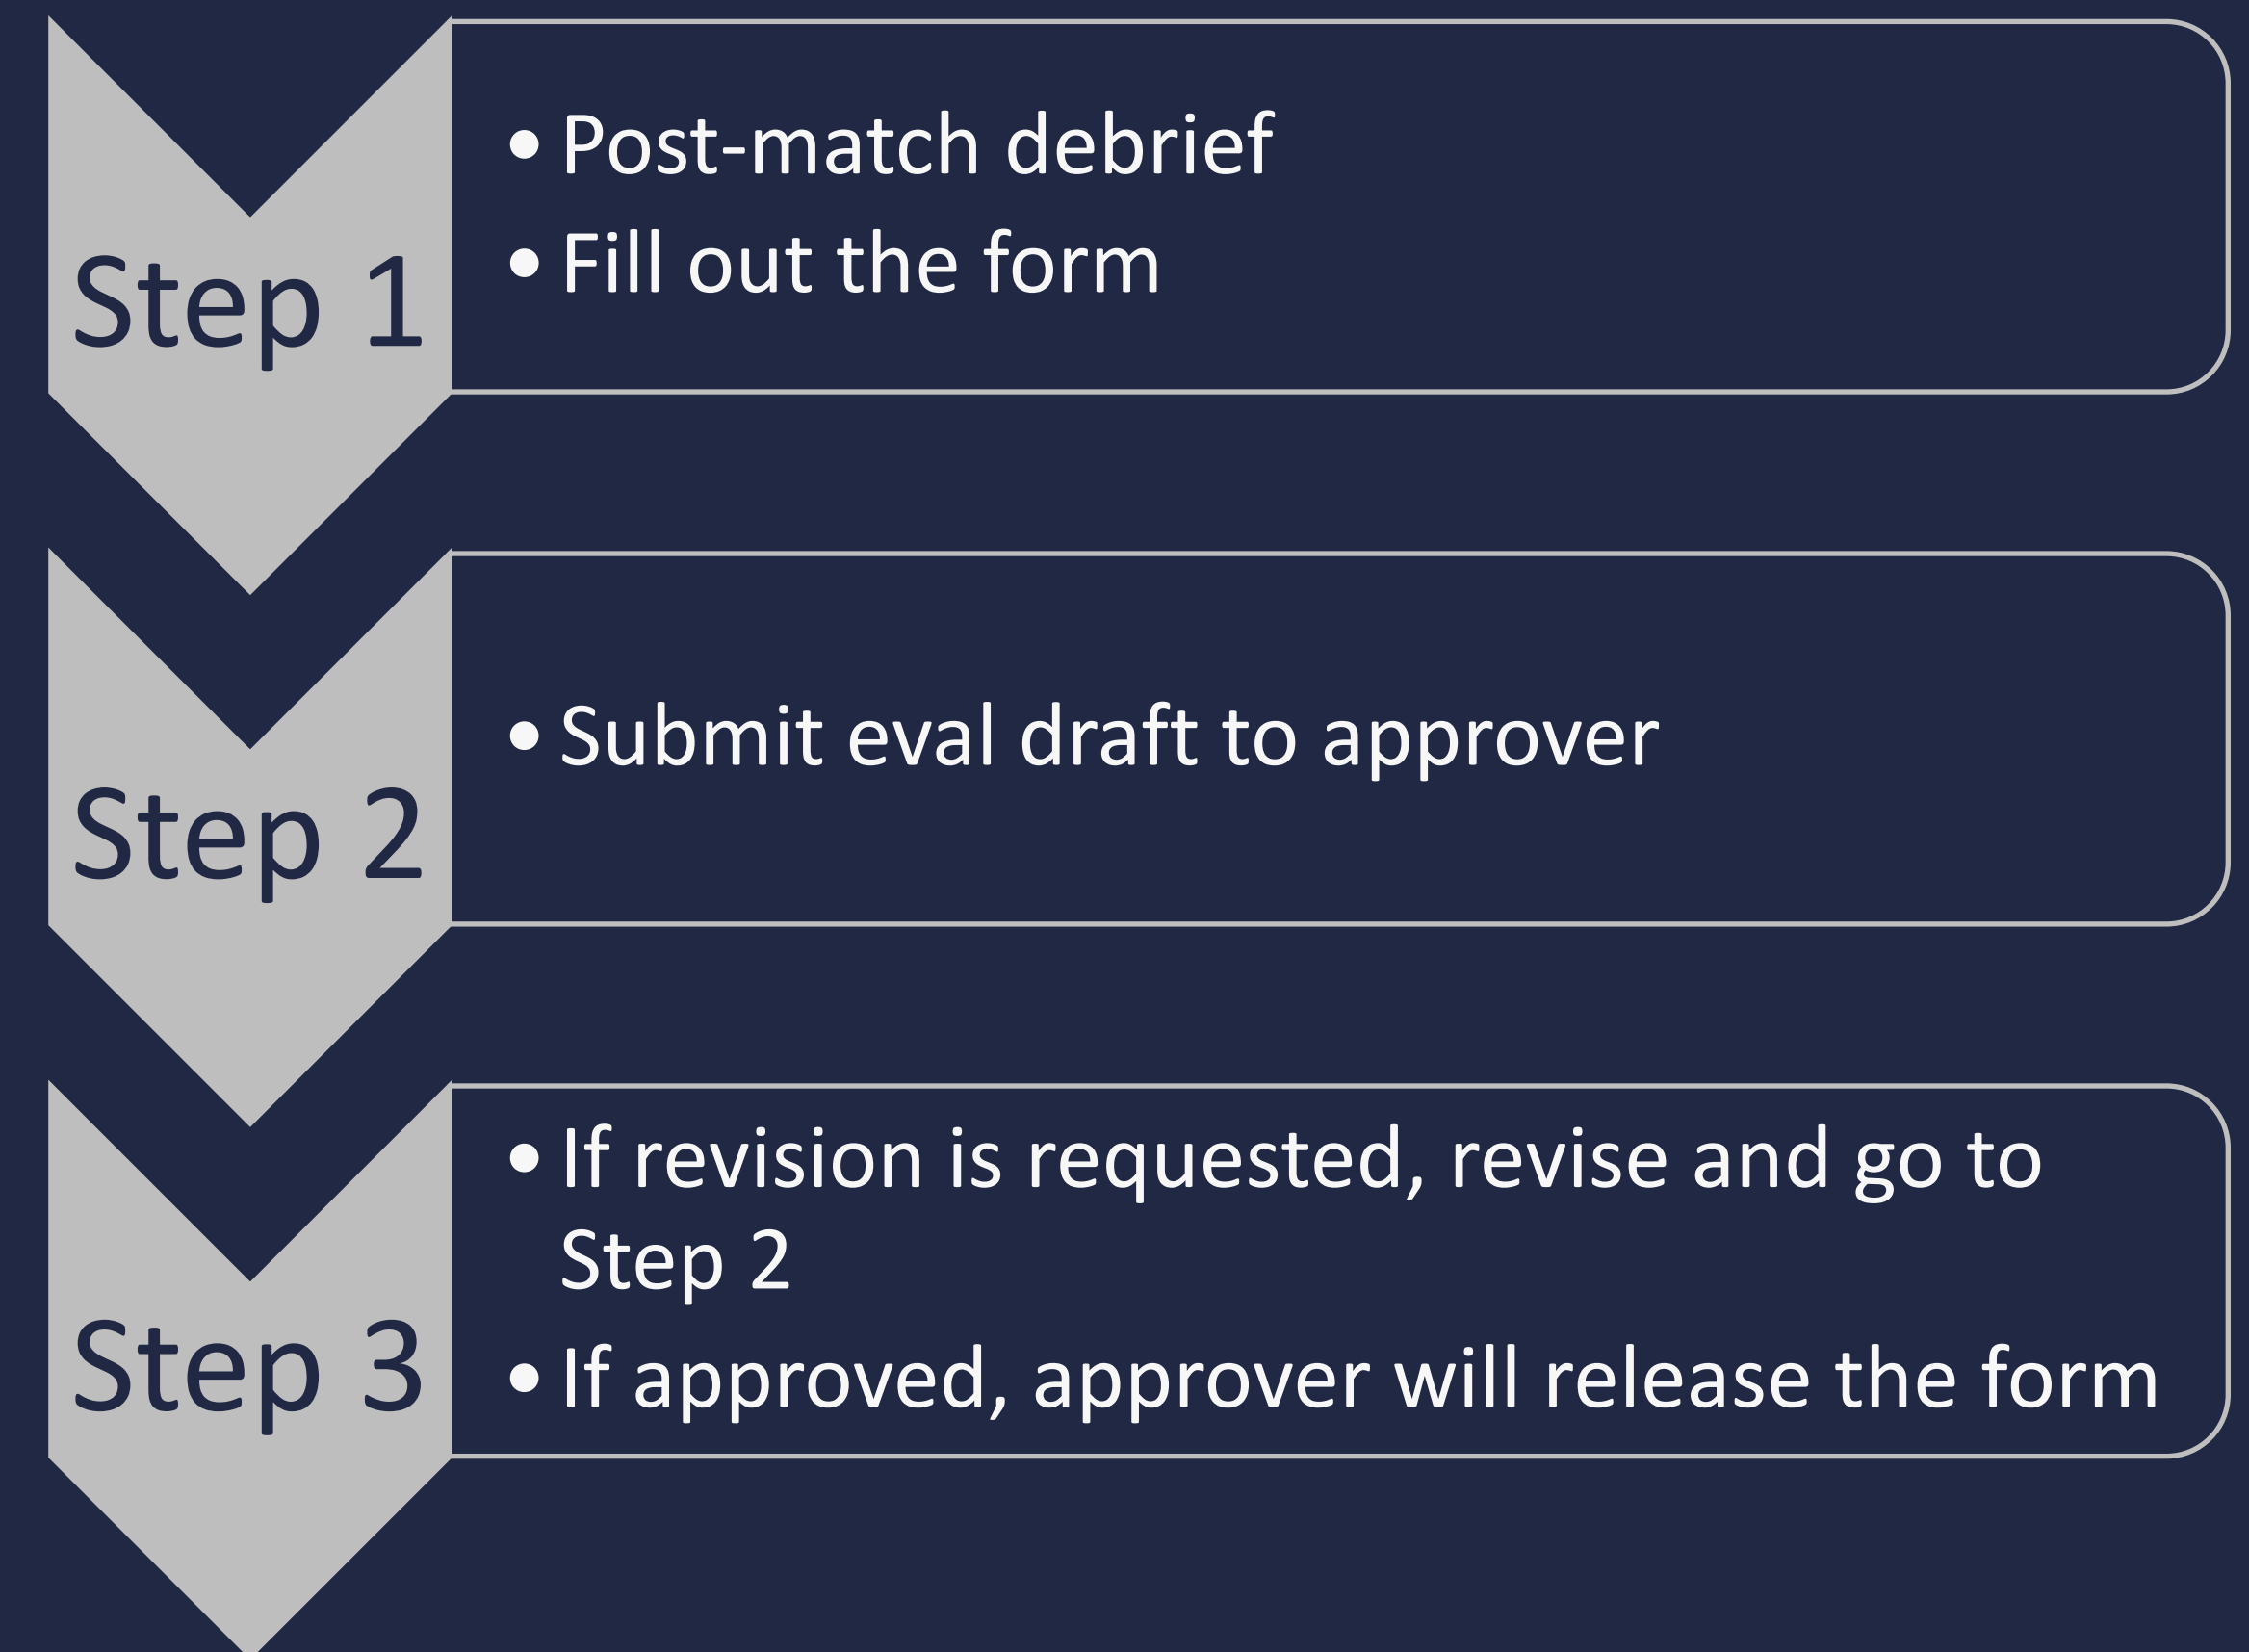 Step 1
• Post-match debrief
• Fill out the form
Step 2
• Submit eval draft to approver
Step 3
• If revision is requested, revise and go to
Step 2
• If approved, approver will release the form